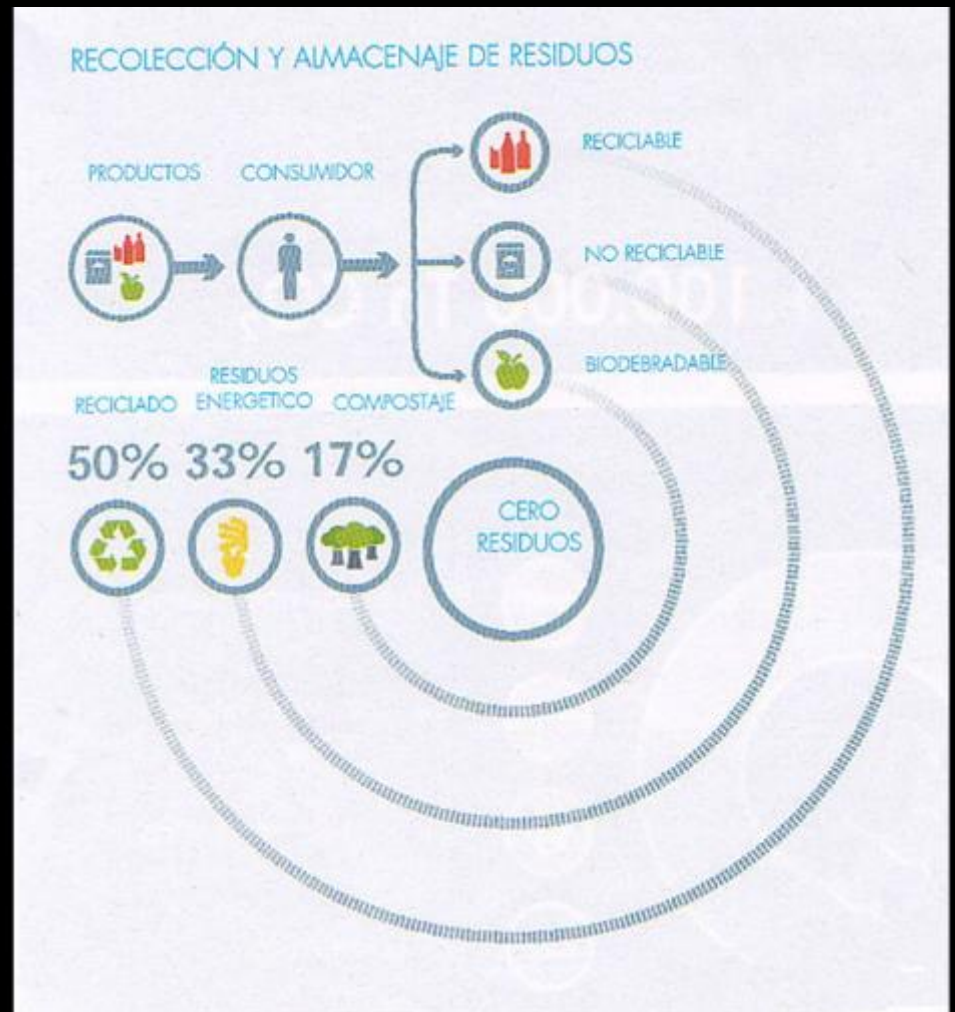 RECOLECCIÓN Y ALMACENAJE DE RESIDUOS
PRODUCTOS
CONSUMIDOR
RECICLABLE
NO RECICLABLE
BIODEBRADABLE
RECICLADO
RESIDUOS
ENERGETICO
COMPOSTAJE
50% 33% 17%
CERO
RESIDUOS